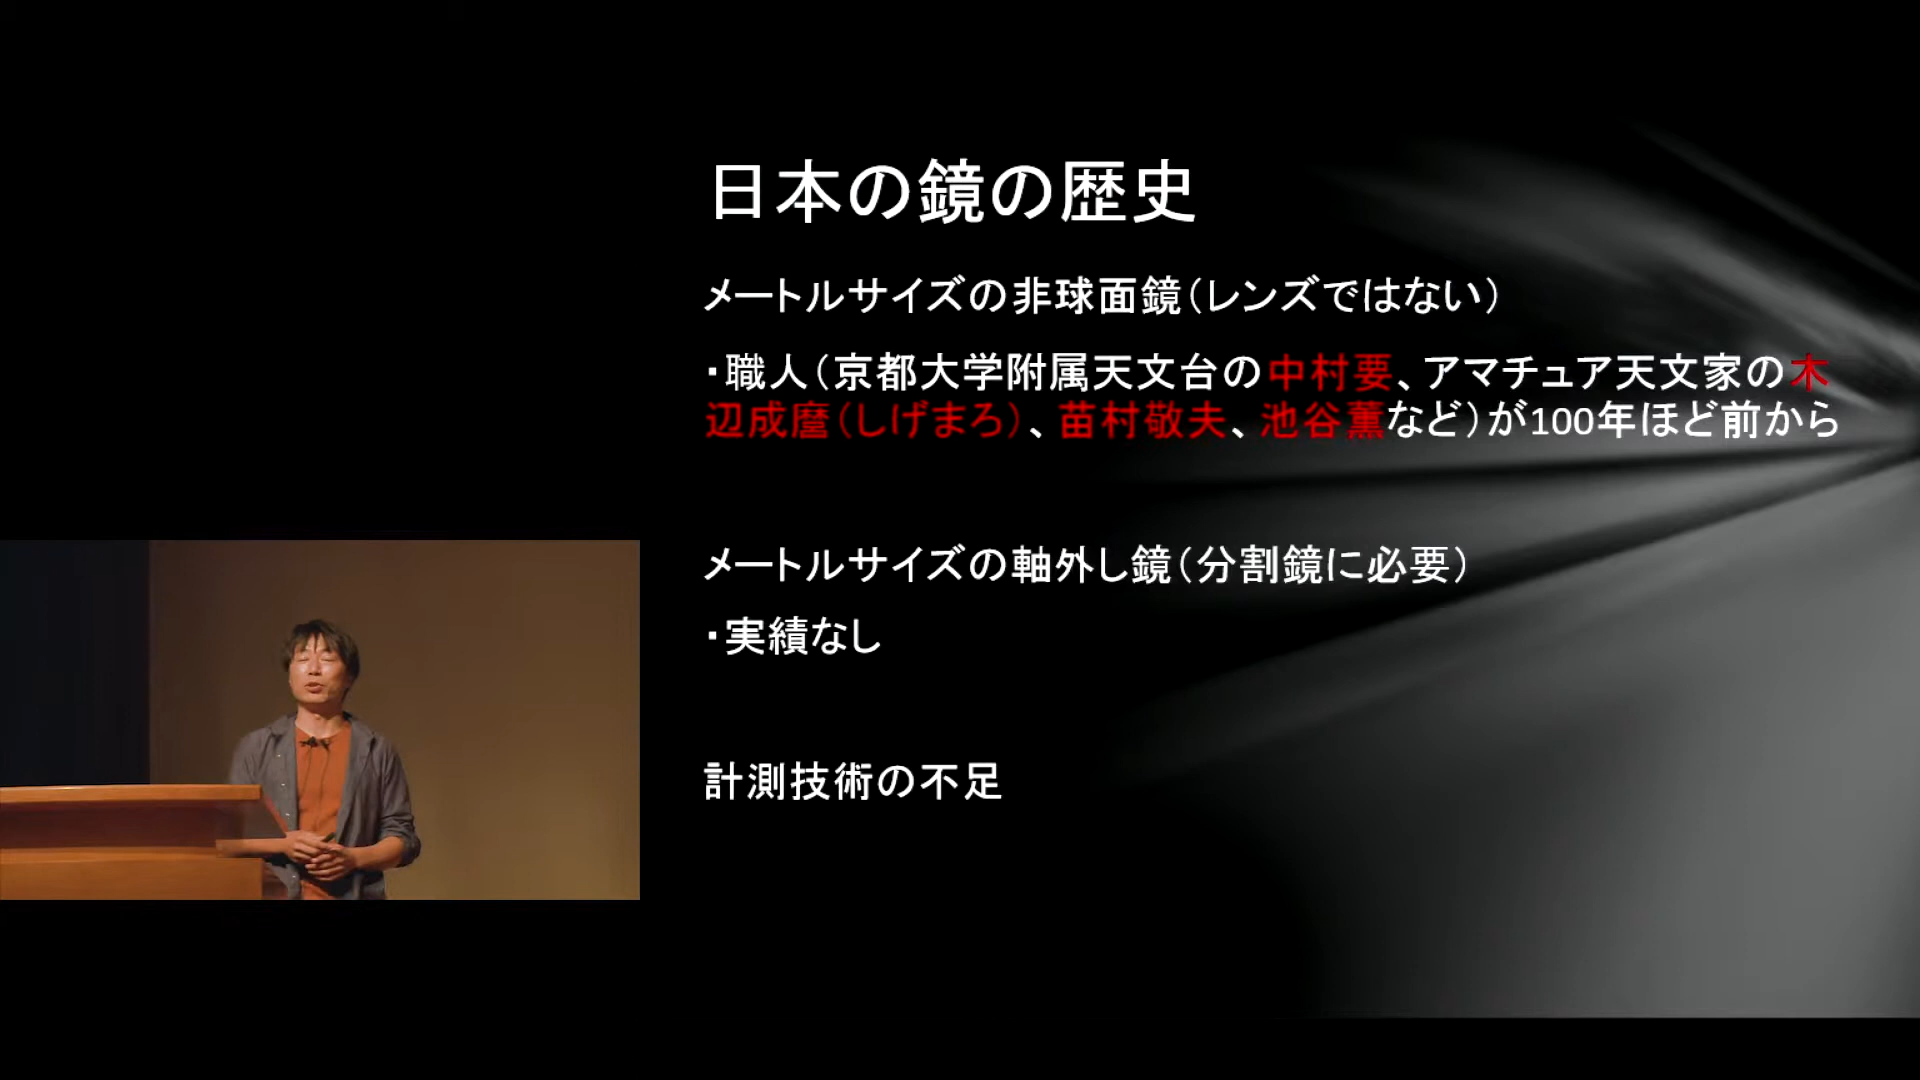 日本の鏡の歴史
メートルサイズの非球面鏡（レンズではない）
・職人（京都大学附属天文台の中村要、アマチュア天文家の木
辺成麿（しげまろ）、苗村敬夫、池谷薫など）が100年ほど前から
メートルサイズの軸外し鏡（分割鏡に必要）
・実績なし
計測技術の不足